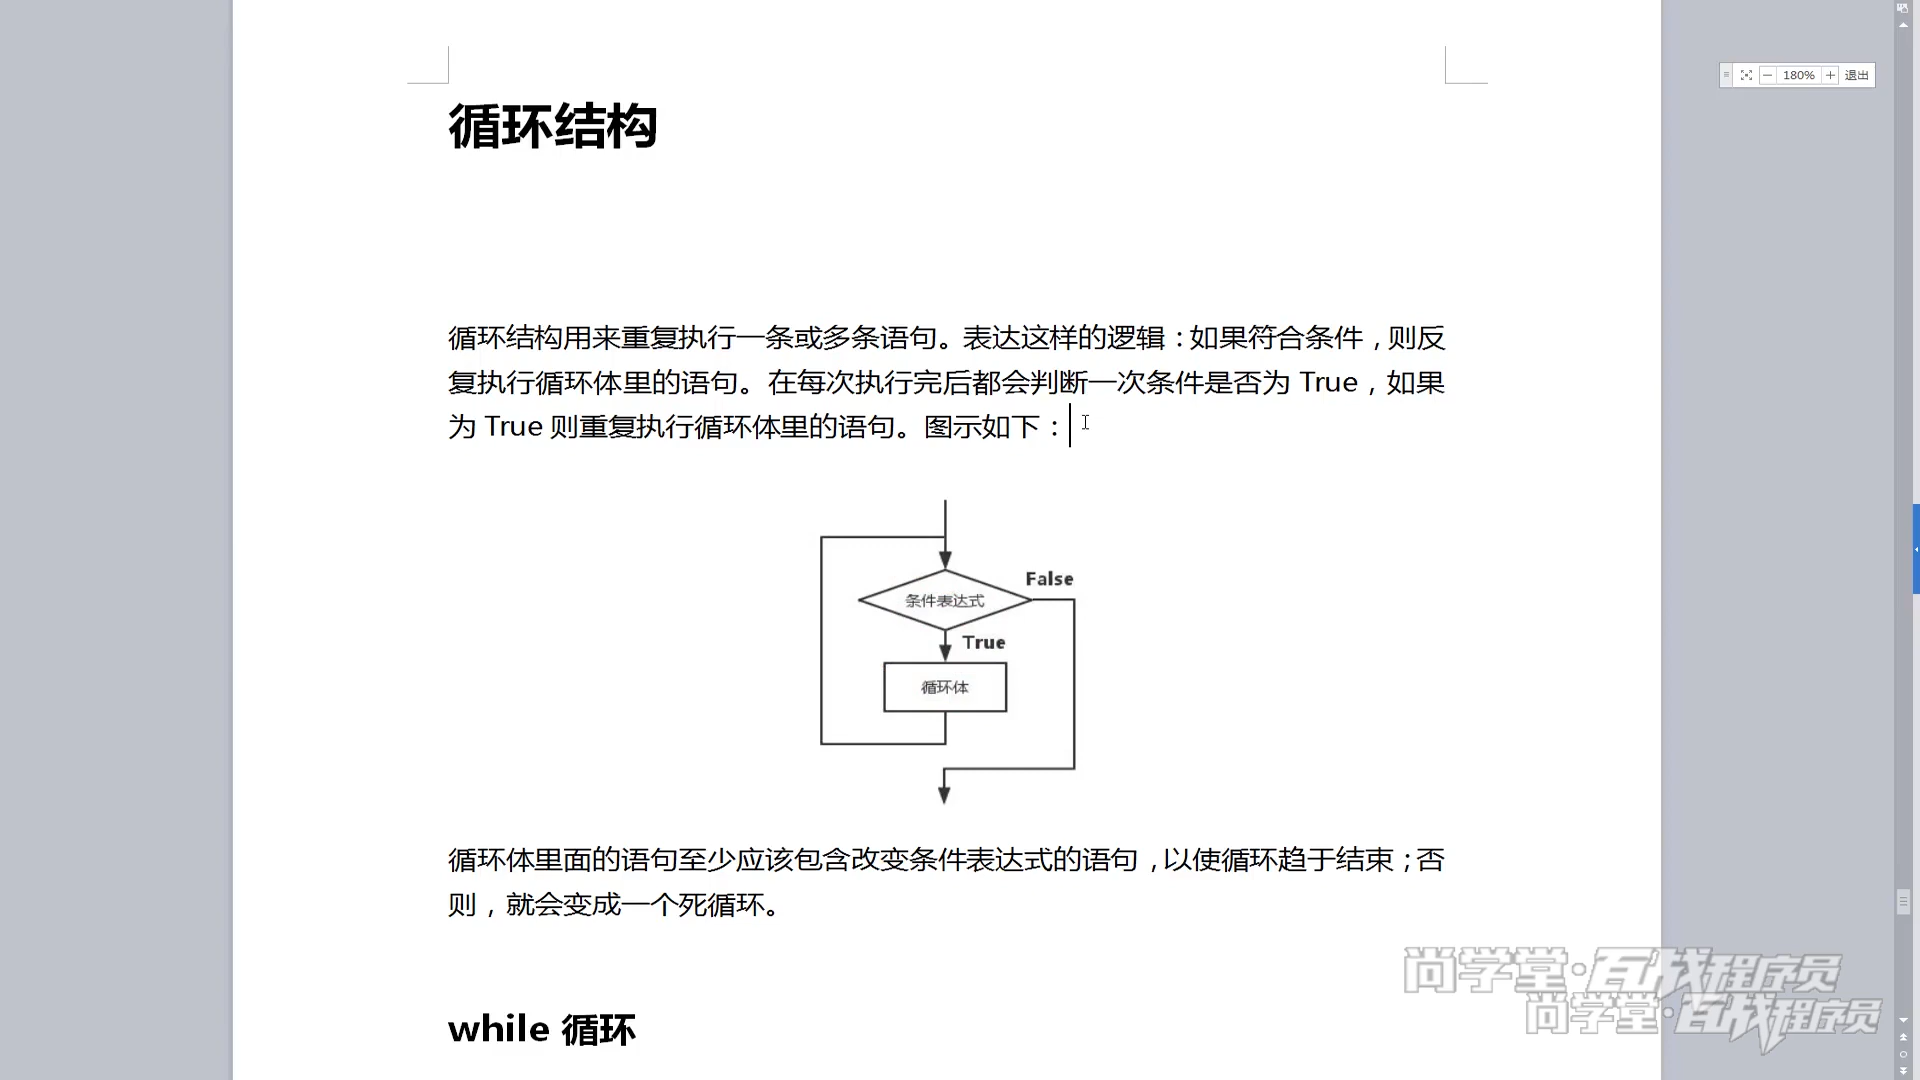 180% 退出
循环结构
循环结构用来重复执行一条或多条语句。表达这样的逻辑：如果符合条件，则反
复执行循环体里的语句。在每次执行完后都会判断一次条件是否为 True，如果
为 True 则重复执行循环体里的语句。图示如下：
False
条件表达式
True
循环体
循环体里面的语句至少应该包含改变条件表达式的语句，以使循环趋于结束；否
则，就会变成一个死循环。
尚学堂·百战程序员
尚学堂·百战程序员
while 循环